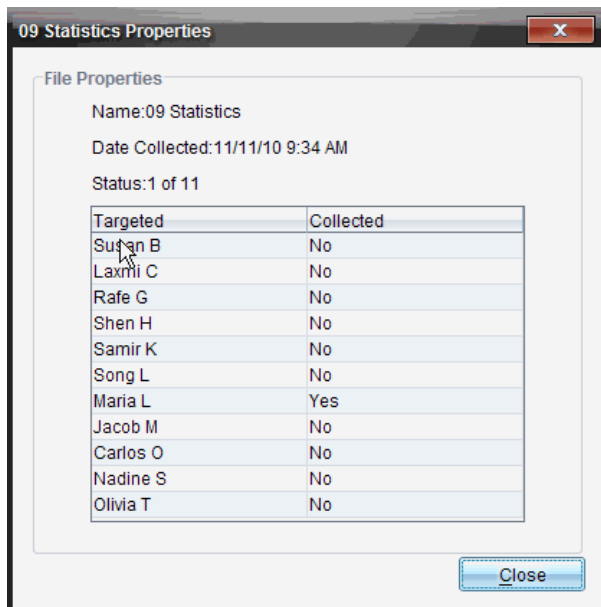 09 Statistics Properties
File Properties
Name:09 Statistics
Date Collected:11/11/10 9:34 AM
Status:1 of 11
Targeted Collected
Susan B No
Laxmi C No
Rafe G No
Shen H No
Samir K No
Song L No
Maria L Yes
Jacob M No
Carlos O No
Nadine S No
Olivia T No
Close